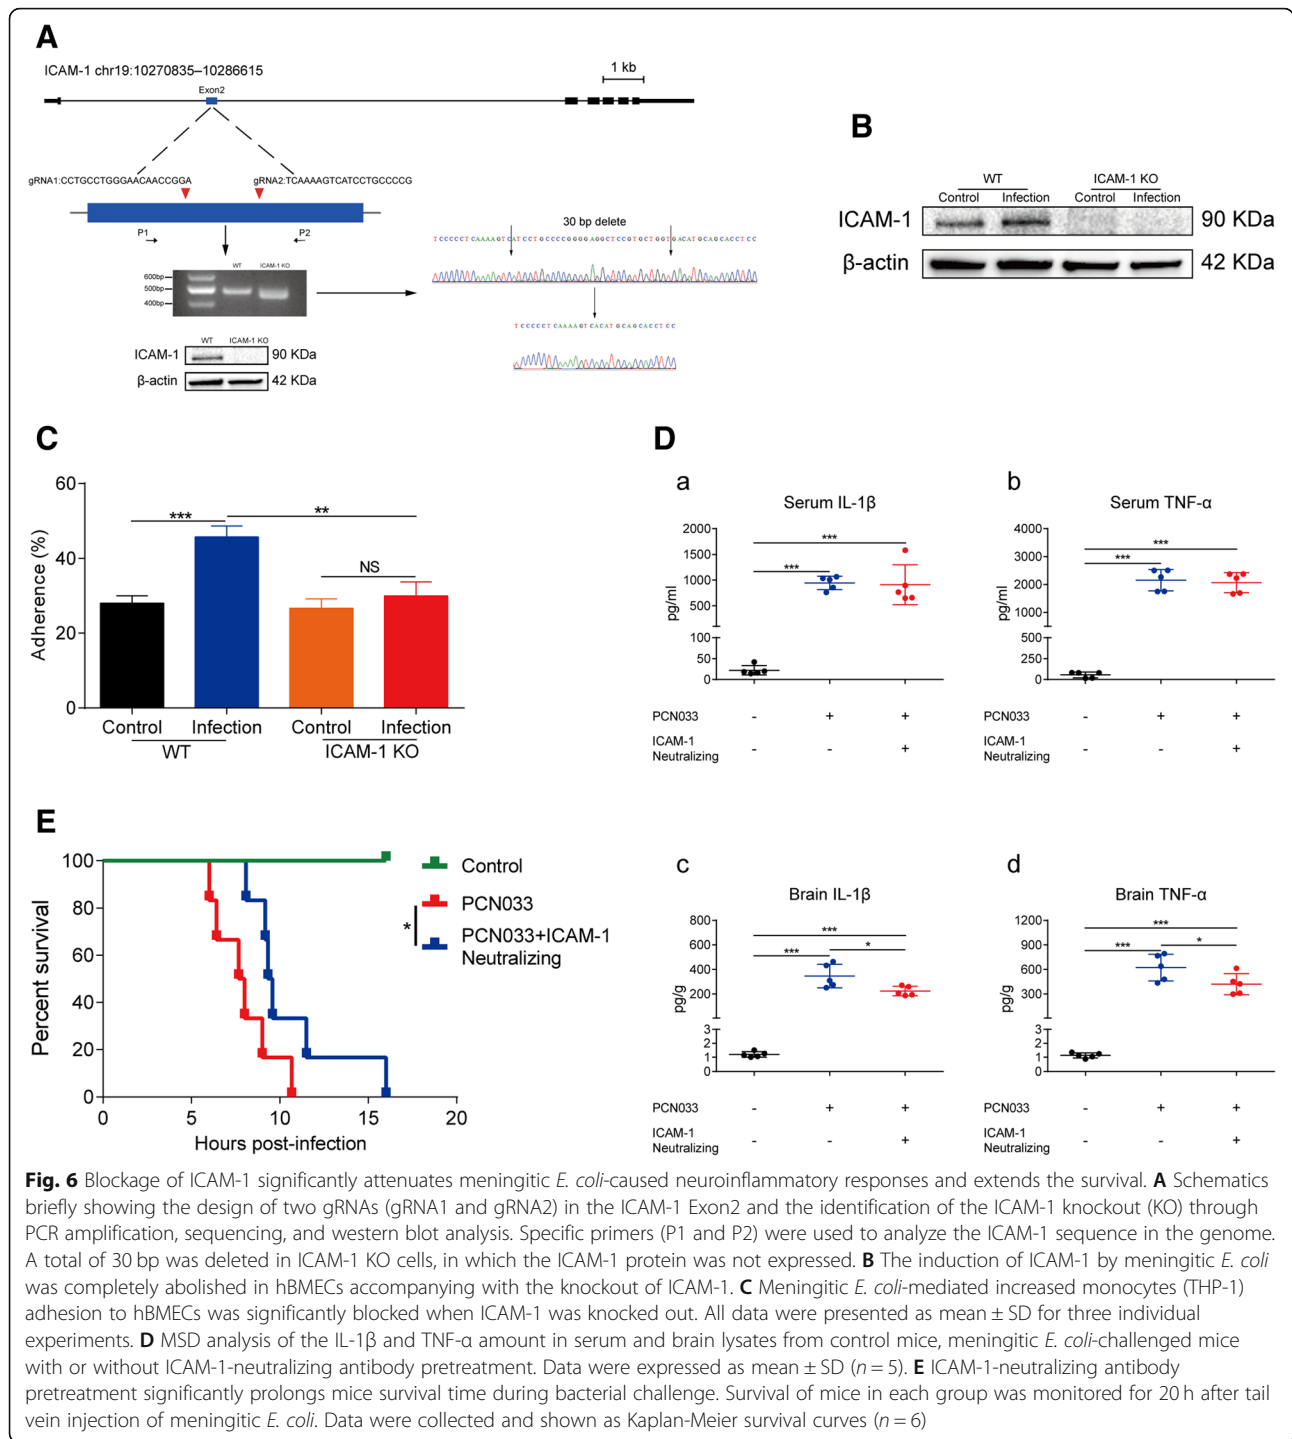 A
ICAM-1 chr19:10270835–10286615
1 kb
Exon2
gRNA1:CCTGCCTGGGAACAACCGGA
gRNA2:TCAAAAGTCATCCTGCCCCG
P1
P2
WT
ICAM-1 KO
600bp
500bp
400bp
30 bp delete
TCCCCCTCAAAAGTCATCCTGCCCCGGGGAGGCTCCGTGCTGGTGACATGCAGCACCTCC
TCCCCCTCAAAAGTCACATGCAGCACCTCC
WT
ICAM-1 KO
ICAM-1
90 KDa
β-actin
42 KDa
B
WT
ICAM-1 KO
Control
Infection
Control
Infection
ICAM-1
90 KDa
β-actin
42 KDa
C
Adherence (%)
60
40
20
0
***
**
NS
Control
Infection
Control
Infection
WT
ICAM-1 KO
D
a
Serum IL-1β
pg/ml
2000
1500
1000
500
100
50
0
***
***
PCN033
- + +
ICAM-1
Neutralizing
- - +
b
Serum TNF-α
pg/ml
4000
3000
2000
1000
500
250
0
***
***
PCN033
- + +
ICAM-1
Neutralizing
- - +
c
Brain IL-1β
pg/g
800
600
400
200
3
2
1
0
***
***
*
PCN033
- + +
ICAM-1
Neutralizing
- - +
d
Brain TNF-α
pg/g
1200
900
600
300
3
2
1
0
***
***
*
PCN033
- + +
ICAM-1
Neutralizing
- - +
E
Percent survival
100
80
60
40
20
0
0 5 10 15 20
Hours post-infection
Control
PCN033
*
PCN033+ICAM-1
Neutralizing
Fig. 6 Blockage of ICAM-1 significantly attenuates meningitic E. coli-caused neuroinflammatory responses and extends the survival. A Schematics
briefly showing the design of two gRNAs (gRNA1 and gRNA2) in the ICAM-1 Exon2 and the identification of the ICAM-1 knockout (KO) through
PCR amplification, sequencing, and western blot analysis. Specific primers (P1 and P2) were used to analyze the ICAM-1 sequence in the genome.
A total of 30 bp was deleted in ICAM-1 KO cells, in which the ICAM-1 protein was not expressed. B The induction of ICAM-1 by meningitic E. coli
was completely abolished in hBMECs accompanying with the knockout of ICAM-1. C Meningitic E. coli-mediated increased monocytes (THP-1)
adhesion to hBMECs was significantly blocked when ICAM-1 was knocked out. All data were presented as mean ± SD for three individual
experiments. D MSD analysis of the IL-1β and TNF-α amount in serum and brain lysates from control mice, meningitic E. coli-challenged mice
with or without ICAM-1-neutralizing antibody pretreatment. Data were expressed as mean ± SD (n = 5). E ICAM-1-neutralizing antibody
pretreatment significantly prolongs mice survival time during bacterial challenge. Survival of mice in each group was monitored for 20 h after tail
vein injection of meningitic E. coli. Data were collected and shown as Kaplan-Meier survival curves (n = 6)